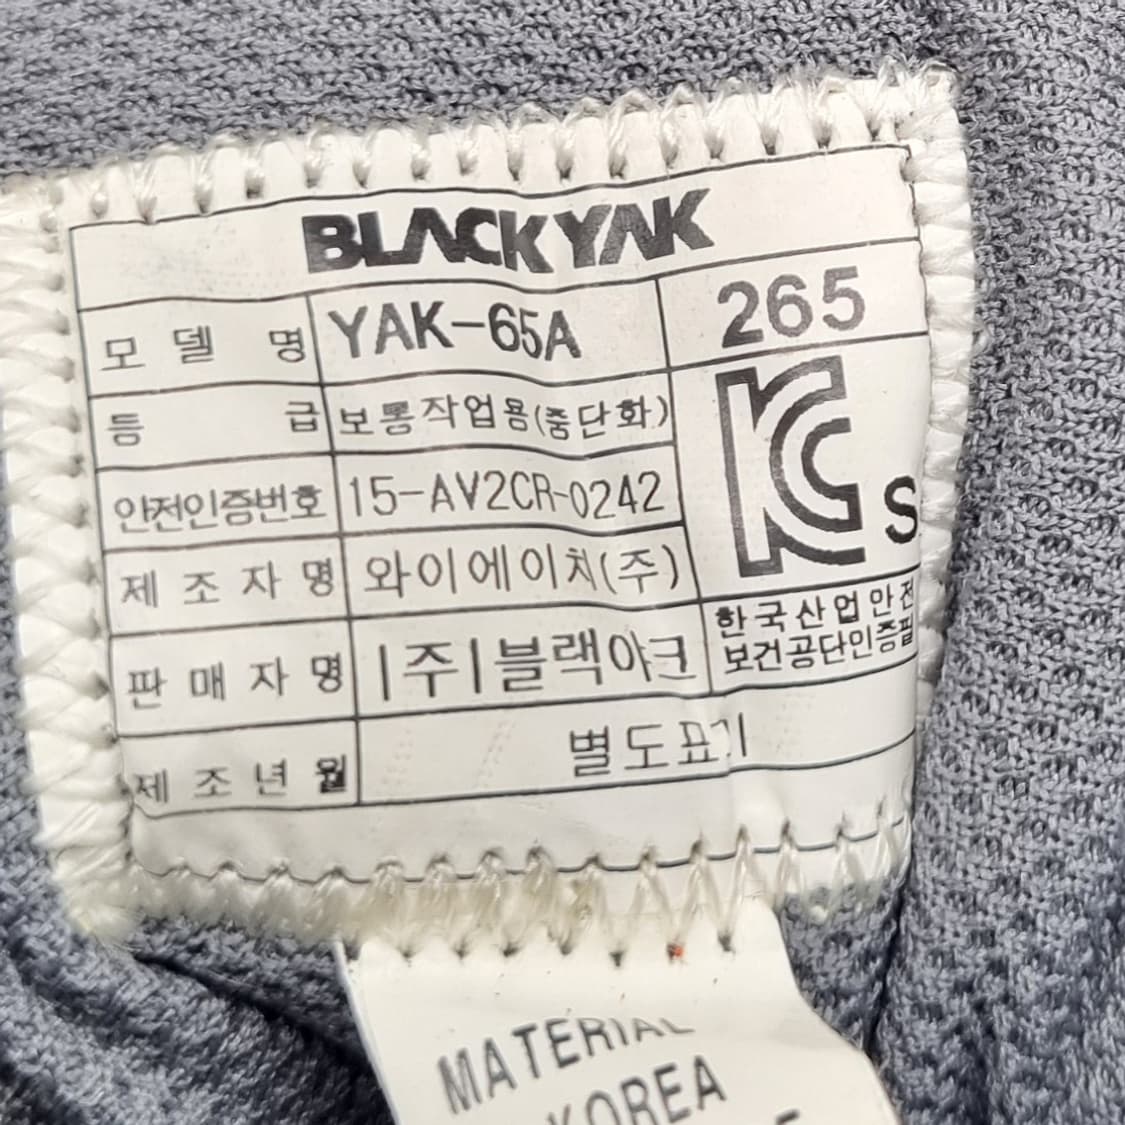 BLACKYAK
모델명 YAK-65A 265
등급 보통작업용(중단화)
안전인증번호 15-AV2CR-0242
KCs
제조자명 와이에이치(주)
한국산업안전
보건공단인증필
판매자명 |주|블랙야크
제조년월 별도표기
MATERIAL
KOREA